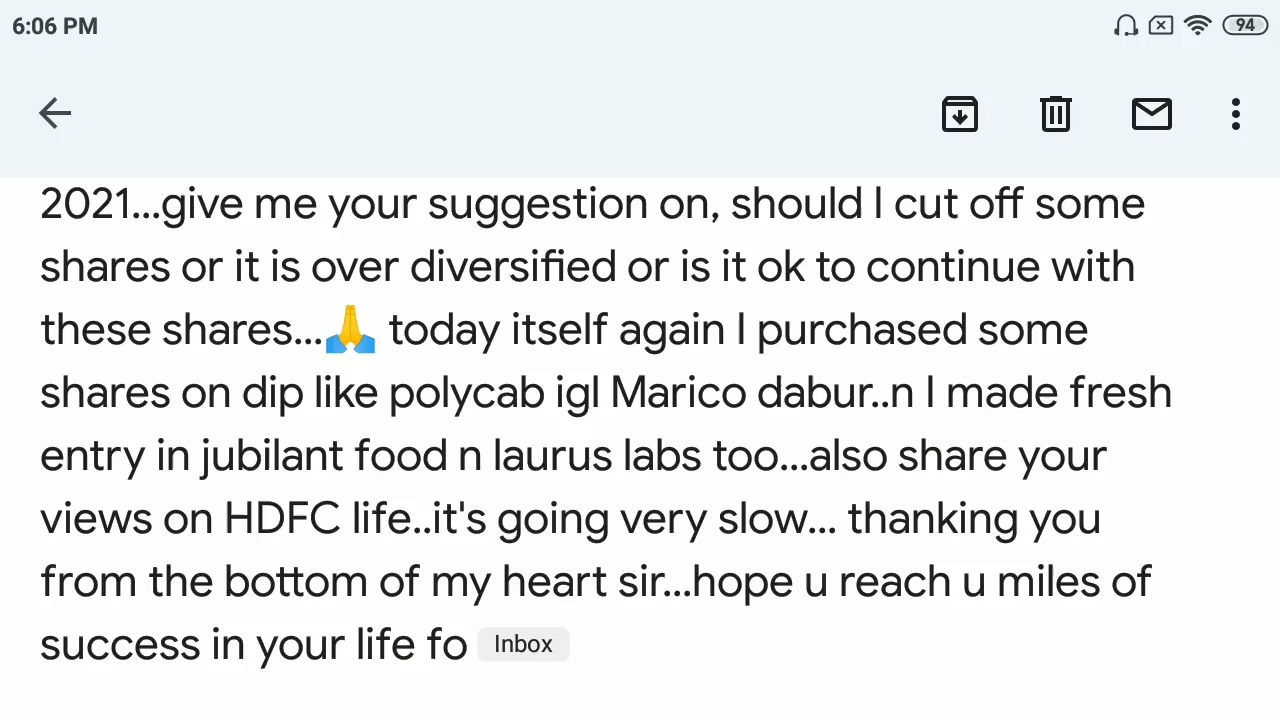 6:06 PM
94
2021...give me your suggestion on, should I cut off some
shares or it is over diversified or is it ok to continue with
these shares...🙏 today itself again I purchased some
shares on dip like polycab igl Marico dabur..n I made fresh
entry in jubilant food n laurus labs too...also share your
views on HDFC life..it's going very slow... thanking you
from the bottom of my heart sir...hope u reach u miles of
success in your life fo Inbox